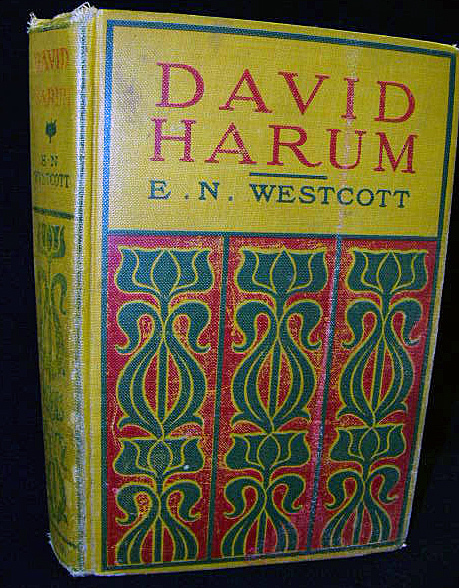 DAVID
HARUM
E. N. WESTCOTT
DAVID
HARUM
E. N
WESTCOTT